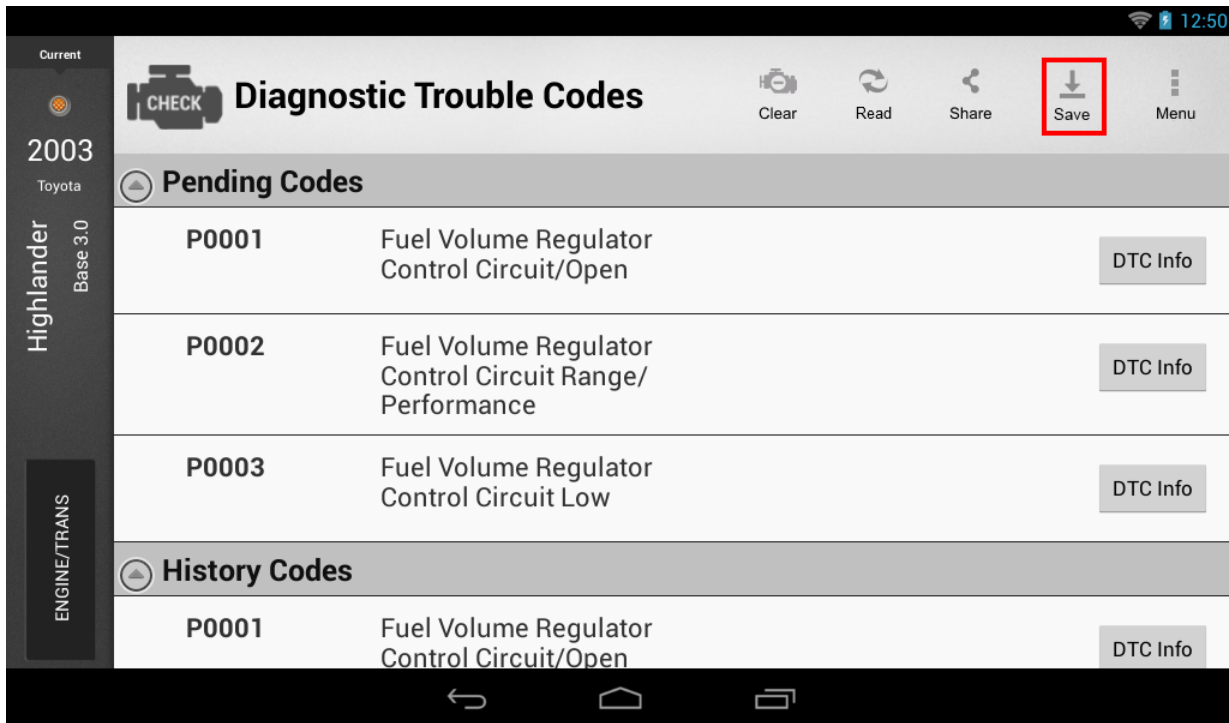 12:50
Current
2003
Toyota
Highlander
Base 3.0
ENGINE/TRANS
CHECK
Diagnostic Trouble Codes
Clear
Read
Share
Save
Menu
Pending Codes
P0001
Fuel Volume Regulator
Control Circuit/Open
DTC Info
P0002
Fuel Volume Regulator
Control Circuit Range/
Performance
DTC Info
P0003
Fuel Volume Regulator
Control Circuit Low
DTC Info
History Codes
P0001
Fuel Volume Regulator
Control Circuit/Open
DTC Info